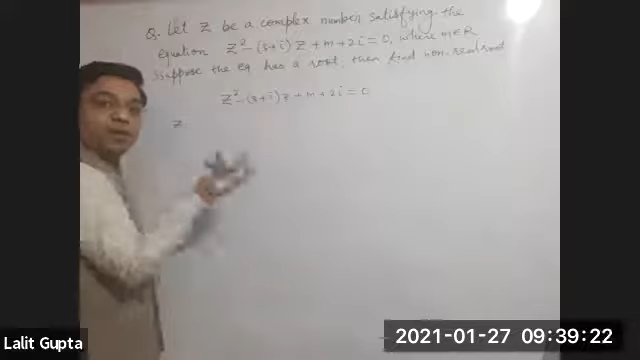 Q. Let Z be a complex number satisfying the
equation Z² - (3+i) Z + m + 2i = 0, where m∈R
Suppose the eq has a root, then find non-real root
Z² - (3+i) Z + m + 2i = 0
Z
Lalit Gupta
2021-01-27 09:39:22